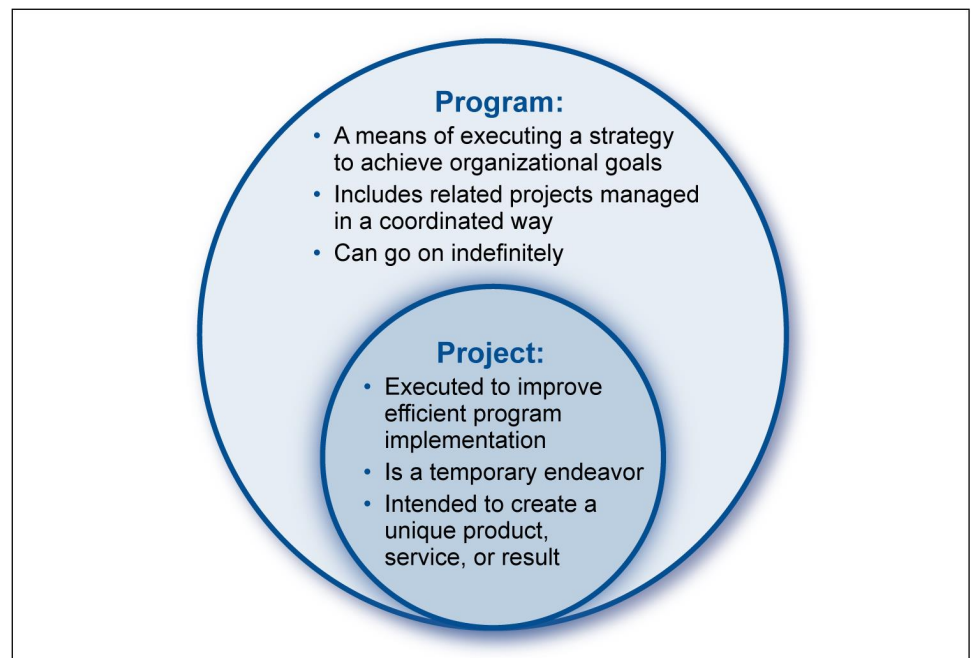 Program:
• A means of executing a strategy
to achieve organizational goals
• Includes related projects managed
in a coordinated way
• Can go on indefinitely
Project:
• Executed to improve
efficient program
implementation
• Is a temporary endeavor
• Intended to create a
unique product,
service, or result